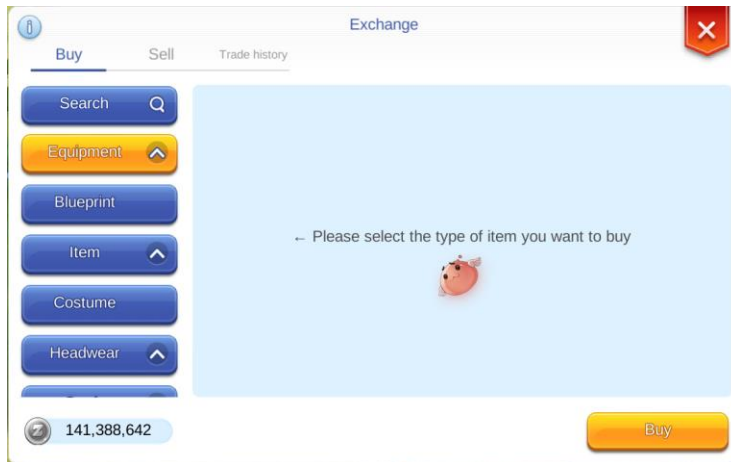 Exchange
Buy
Sell
Trade history
Search
Equipment
Blueprint
← Please select the type of item you want to buy
Item
Costume
Headwear
141,388,642
Buy